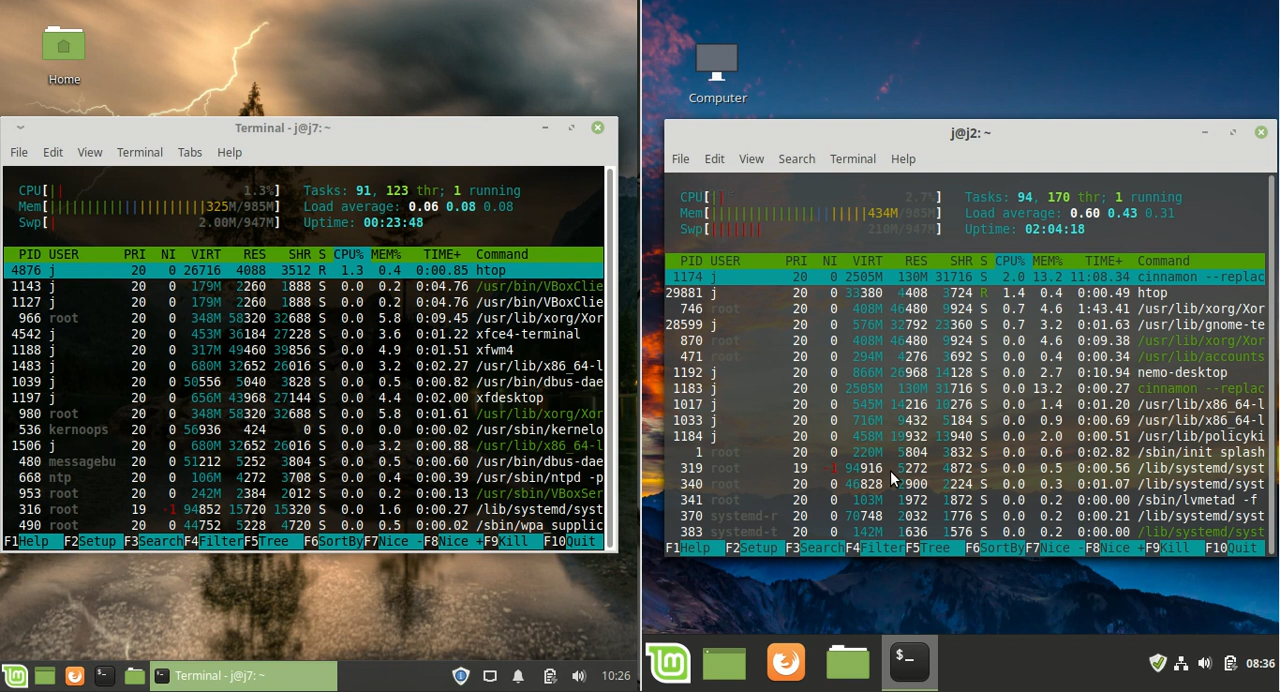 Home
Terminal - j@j7: ~
File Edit View Terminal Tabs Help
CPU[|| 1.3%] Tasks: 91, 123 thr; 1 running
Mem[||||||||||||||||||||325M/985M] Load average: 0.06 0.08 0.08
Swp[| 2.00M/947M] Uptime: 00:23:48
PID USER PRI NI VIRT RES SHR S CPU% MEM% TIME+ Command
4876 j 20 0 26716 4088 3512 R 1.3 0.4 0:00.85 htop
1143 j 20 0 179M 2260 1888 S 0.0 0.2 0:04.76 /usr/bin/VBoxClie
1127 j 20 0 179M 2260 1888 S 0.0 0.2 0:04.76 /usr/bin/VBoxClie
966 root 20 0 348M 58320 32688 S 0.0 5.8 0:09.45 /usr/lib/xorg/Xor
4542 j 20 0 453M 36184 27228 S 0.0 3.6 0:01.22 xfce4-terminal
1188 j 20 0 317M 49460 39856 S 0.0 4.9 0:01.51 xfwm4
1483 j 20 0 680M 32652 26016 S 0.0 3.2 0:02.27 /usr/lib/x86_64-l
1039 j 20 0 50556 5040 3828 S 0.0 0.5 0:00.82 /usr/bin/dbus-dae
1197 j 20 0 656M 43968 27144 S 0.0 4.4 0:02.00 xfdesktop
980 root 20 0 348M 58320 32688 S 0.0 5.8 0:01.61 /usr/lib/xorg/Xor
536 kernoops 20 0 56936 424 0 S 0.0 0.0 0:00.02 /usr/sbin/kernelo
1506 j 20 0 680M 32652 26016 S 0.0 3.2 0:00.88 /usr/lib/x86_64-l
480 messagebu 20 0 51212 5252 3804 S 0.0 0.5 0:00.60 /usr/bin/dbus-dae
668 ntp 20 0 106M 4272 3708 S 0.0 0.4 0:00.39 /usr/sbin/ntpd -p
953 root 20 0 242M 2384 2012 S 0.0 0.2 0:00.13 /usr/sbin/VBoxSer
316 root 19 -1 94852 15720 15320 S 0.0 1.6 0:00.27 /lib/systemd/syst
490 root 20 0 44752 5228 4720 S 0.0 0.5 0:00.02 /sbin/wpa_supplic
F1Help F2Setup F3SearchF4FilterF5Tree F6SortByF7Nice -F8Nice +F9Kill F10Quit
Terminal - j@j7: ~
10:26
Computer
j@j2: ~
File Edit View Search Terminal Help
CPU[|| 2.7%] Tasks: 94, 170 thr; 1 running
Mem[||||||||||||||||||||434M/985M] Load average: 0.60 0.43 0.31
Swp[||||||| 210M/947M] Uptime: 02:04:18
PID USER PRI NI VIRT RES SHR S CPU% MEM% TIME+ Command
1174 j 20 0 2505M 130M 31716 S 2.0 13.2 11:08.34 cinnamon --replac
29881 j 20 0 33380 4408 3724 R 1.4 0.4 0:00.49 htop
746 root 20 0 408M 46480 9924 S 0.7 4.6 1:43.41 /usr/lib/xorg/Xor
28599 j 20 0 576M 32792 23360 S 0.7 3.2 0:01.63 /usr/lib/gnome-te
870 root 20 0 408M 46480 9924 S 0.0 4.6 0:09.38 /usr/lib/xorg/Xor
471 root 20 0 294M 4276 3692 S 0.0 0.4 0:00.34 /usr/lib/accounts
1192 j 20 0 866M 26968 14128 S 0.0 2.7 0:10.94 nemo-desktop
1183 j 20 0 2505M 130M 31716 S 0.0 13.2 0:00.27 cinnamon --replac
1017 j 20 0 545M 14216 10276 S 0.0 1.4 0:01.20 /usr/lib/x86_64-l
1033 j 20 0 716M 9432 5184 S 0.0 0.9 0:00.69 /usr/lib/x86_64-l
1184 j 20 0 458M 19932 13940 S 0.0 2.0 0:00.51 /usr/lib/policyki
1 root 20 0 220M 5804 3832 S 0.0 0.6 0:02.82 /sbin/init splash
319 root 19 -1 94916 5272 4872 S 0.0 0.5 0:00.56 /lib/systemd/syst
340 root 20 0 46828 2900 2224 S 0.0 0.3 0:01.07 /lib/systemd/syst
341 root 20 0 103M 1972 1872 S 0.0 0.2 0:00.00 /sbin/lvmetad -f
370 systemd-r 20 0 70748 2032 1776 S 0.0 0.2 0:00.21 /lib/systemd/syst
383 systemd-t 20 0 142M 1636 1576 S 0.0 0.2 0:00.00 /lib/systemd/syst
F1Help F2Setup F3SearchF4FilterF5Tree F6SortByF7Nice -F8Nice +F9Kill F10Quit
08:36